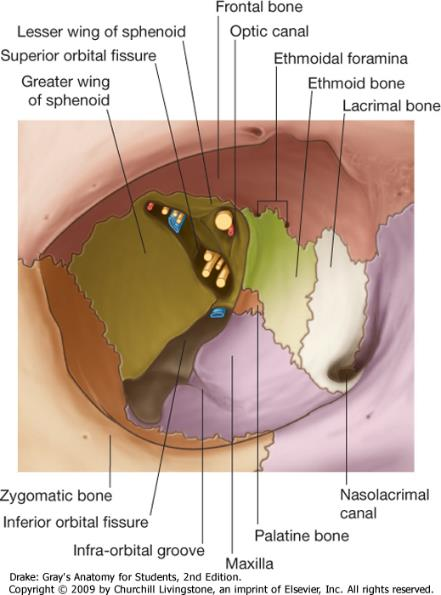 Frontal bone
Lesser wing of sphenoid
Optic canal
Superior orbital fissure
Ethmoidal foramina
Greater wing
of sphenoid
Ethmoid bone
Lacrimal bone
Zygomatic bone
Nasolacrimal
canal
Inferior orbital fissure
Palatine bone
Infra-orbital groove
Maxilla
Drake: Gray's Anatomy for Students, 2nd Edition.
Copyright © 2009 by Churchill Livingstone, an imprint of Elsevier, Inc. All rights reserved.